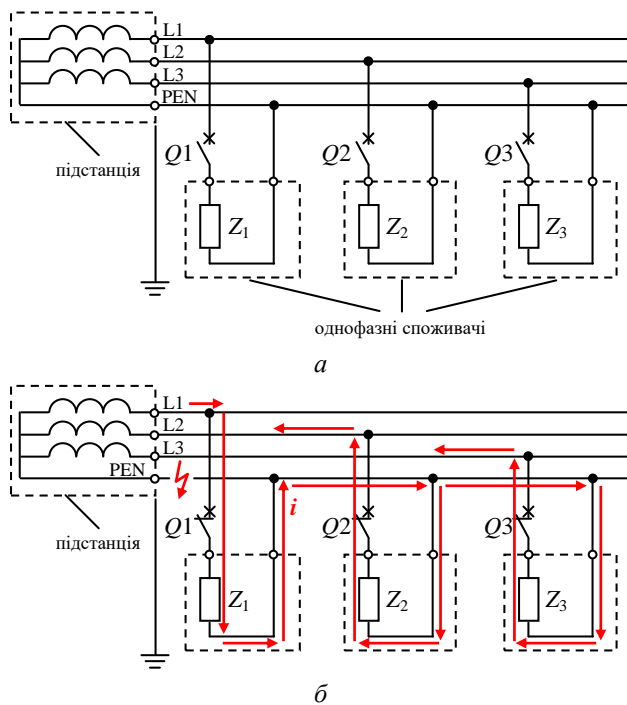 L1
L2
L3
PEN
Q1
Q2
Q3
підстанція
Z1
Z2
Z3
однофазні споживачі
а
L1
L2
L3
PEN
i
Q1
Q2
Q3
підстанція
Z1
Z2
Z3
б